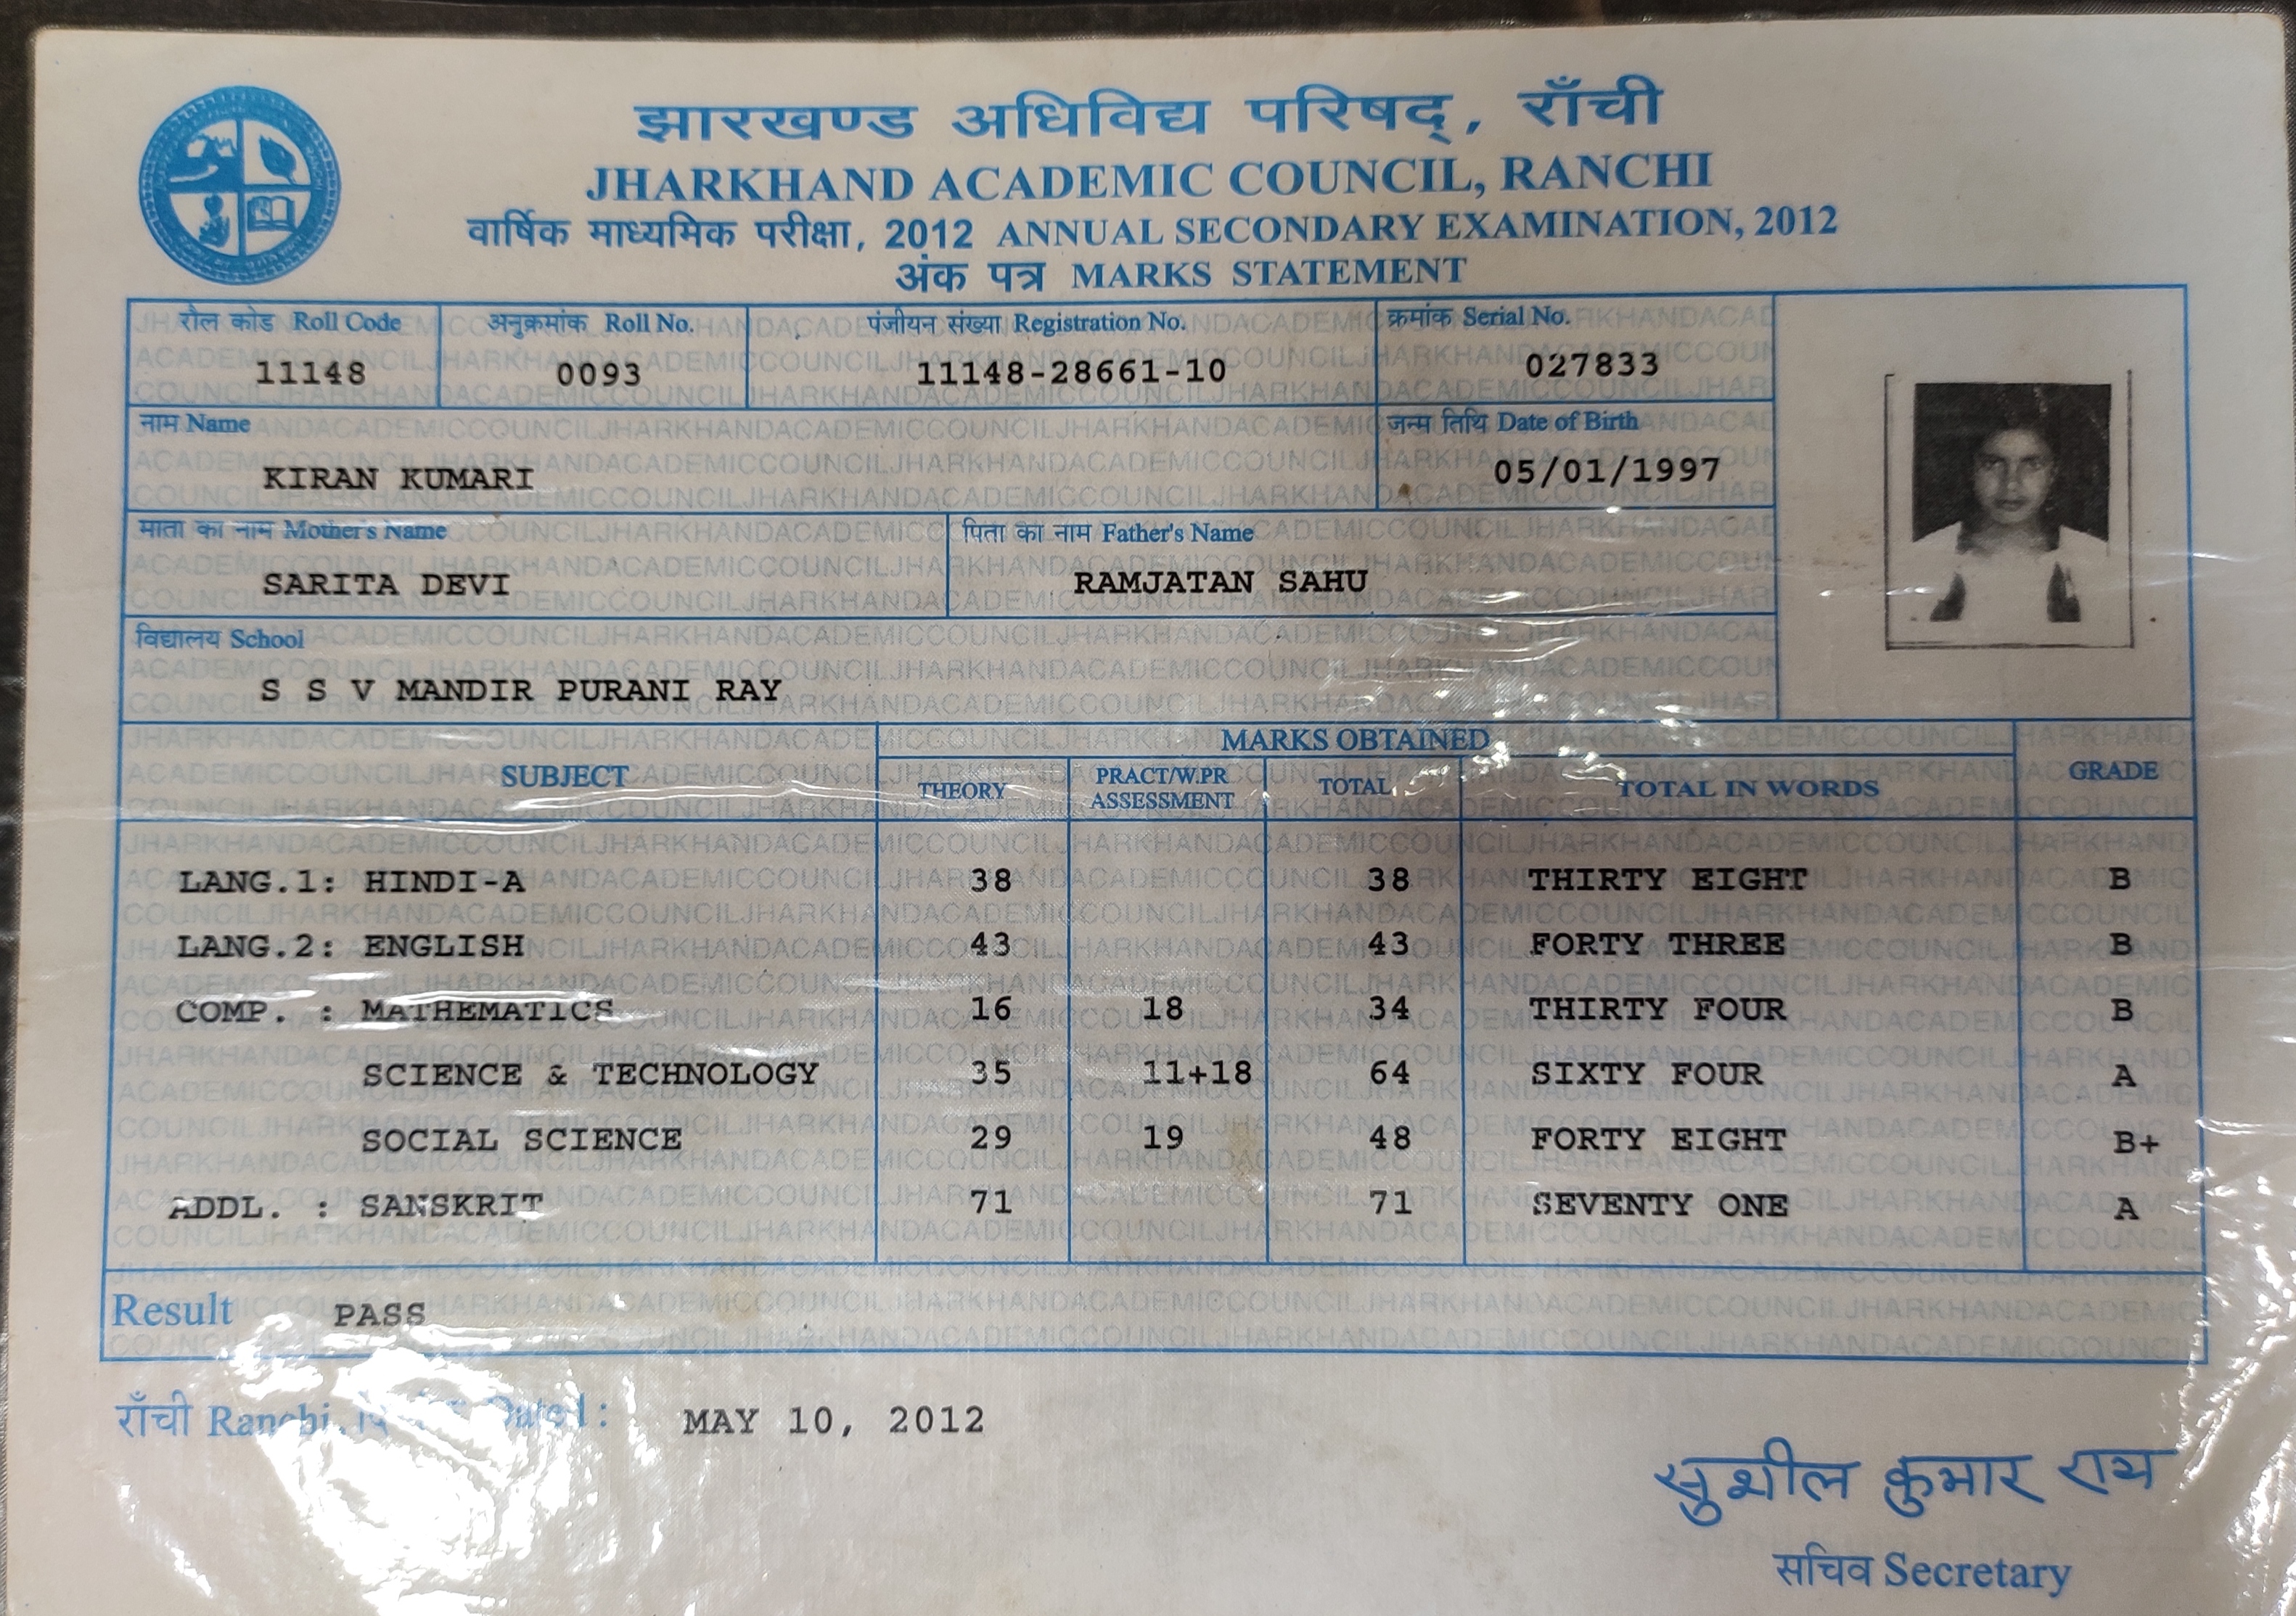 झारखण्ड अधिविद्य परिषद्, राँची
JHARKHAND ACADEMIC COUNCIL, RANCHI
वार्षिक माध्यमिक परीक्षा, 2012 ANNUAL SECONDARY EXAMINATION, 2012
अंक पत्र MARKS STATEMENT
रौल कोड Roll Code अनुक्रमांक Roll No. पंजीयन संख्या Registration No. क्रमांक Serial No.
11148 0093 11148-28661-10 027833
नाम Name जन्म तिथि Date of Birth
KIRAN KUMARI 05/01/1997
माता का नाम Mother's Name पिता का नाम Father's Name
SARITA DEVI RAMJATAN SAHU
विद्यालय School
S S V MANDIR PURANI RAY
SUBJECT MARKS OBTAINED GRADE
THEORY PRACT/W.PR ASSESSMENT TOTAL TOTAL IN WORDS
LANG.1: HINDI-A 38 38 THIRTY EIGHT B
LANG.2: ENGLISH 43 43 FORTY THREE B
COMP. : MATHEMATICS 16 18 34 THIRTY FOUR B
SCIENCE & TECHNOLOGY 35 11+18 64 SIXTY FOUR A
SOCIAL SCIENCE 29 19 48 FORTY EIGHT B+
ADDL. : SANSKRIT 71 71 SEVENTY ONE A
Result PASS
राँची Ranchi, Dated : MAY 10, 2012
सुशील कुमार राय
सचिव Secretary